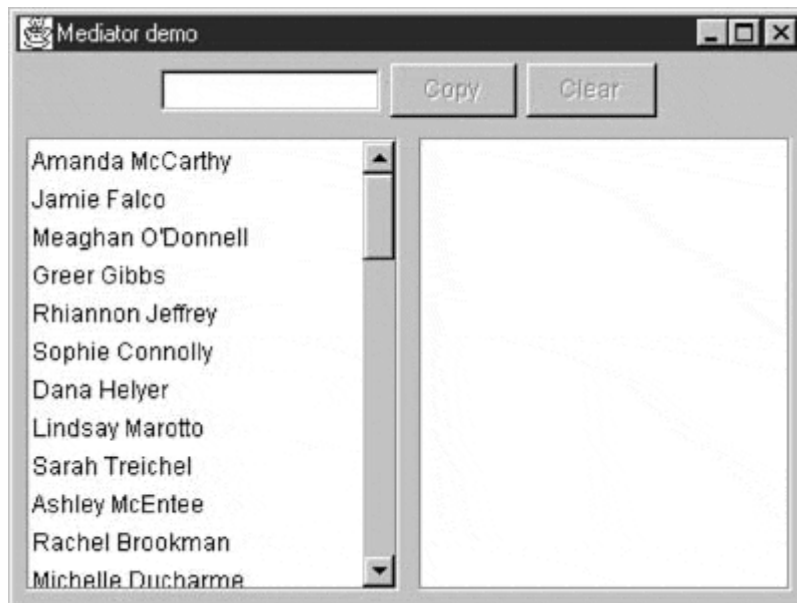 Mediator demo
Copy Clear
Amanda McCarthy
Jamie Falco
Meaghan O'Donnell
Greer Gibbs
Rhiannon Jeffrey
Sophie Connolly
Dana Helyer
Lindsay Marotto
Sarah Treichel
Ashley McEntee
Rachel Brookman
Michelle Ducharme